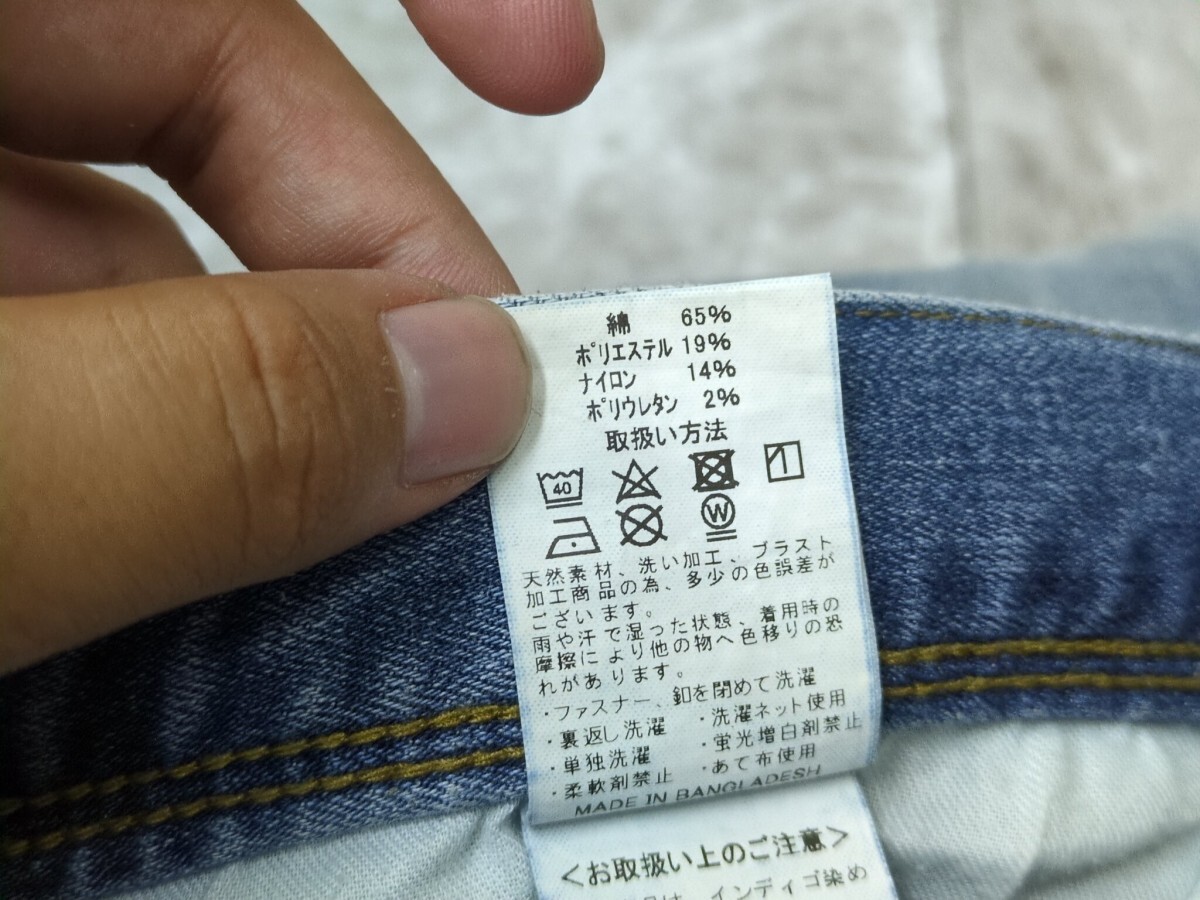 綿 65%
ポリエステル 19%
ナイロン 14%
ポリウレタン 2%
取扱い方法
40
W
天然素材、洗い加工、ブラスト
加工商品の為、多少の色誤差が
ございます。
雨や汗で湿った状態、着用時の
摩擦により他の物へ色移りの恐
れがあります。
・ファスナー、釦を閉めて洗濯
・裏返し洗濯 ・洗濯ネット使用
・単独洗濯 ・蛍光増白剤禁止
・柔軟剤禁止 ・あて布使用
MADE IN BANGLADESH
<お取扱い上のご注意>
インディゴ染め